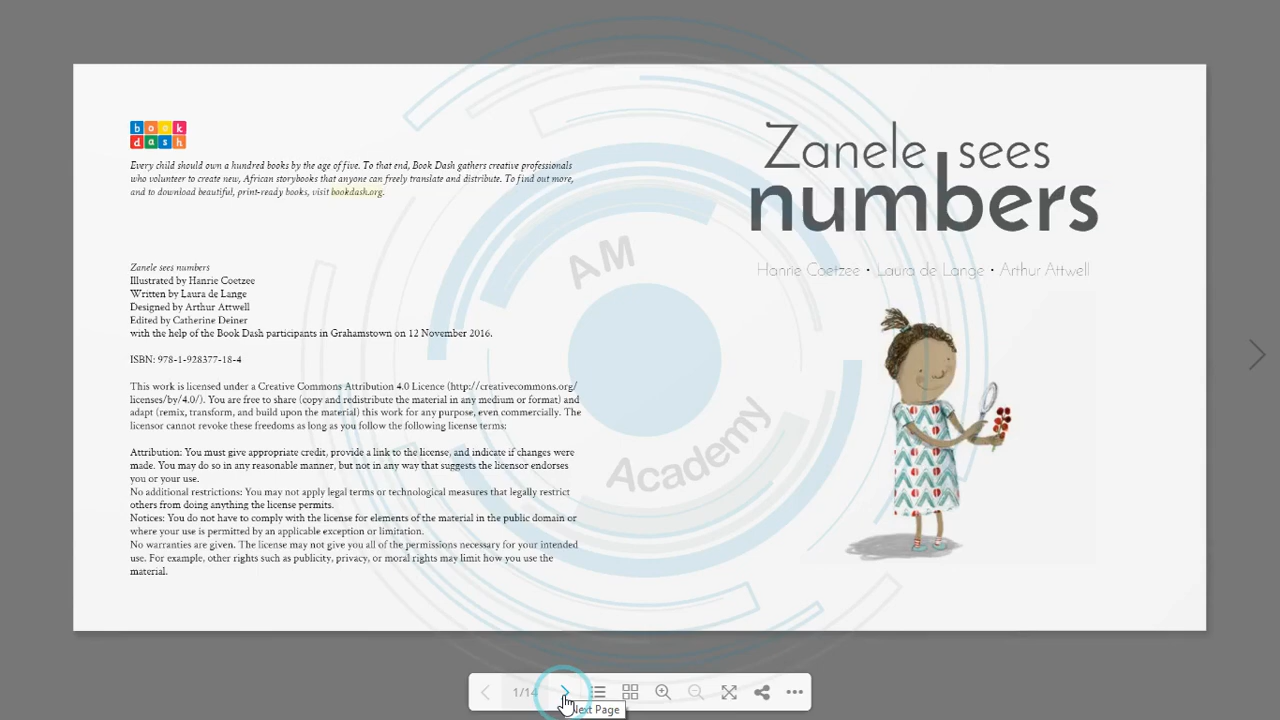 book
dash
Every child should own a hundred books by the age of five. To that end, Book Dash gathers creative professionals
who volunteer to create new, African storybooks that anyone can freely translate and distribute. To find out more,
and to download beautiful, print-ready books, visit bookdash.org.
Zanele sees numbers
Illustrated by Hanrie Coetzee
Written by Laura de Lange
Designed by Arthur Attwell
Edited by Catherine Deiner
with the help of the Book Dash participants in Grahamstown on 12 November 2016.
ISBN: 978-1-928377-18-4
This work is licensed under a Creative Commons Attribution 4.0 Licence (http://creativecommons.org/
licenses/by/4.0/). You are free to share (copy and redistribute the material in any medium or format) and
adapt (remix, transform, and build upon the material) this work for any purpose, even commercially. The
licensor cannot revoke these freedoms as long as you follow the following license terms:
Attribution: You must give appropriate credit, provide a link to the license, and indicate if changes were
made. You may do so in any reasonable manner, but not in any way that suggests the licensor endorses
you or your use.
No additional restrictions: You may not apply legal terms or technological measures that legally restrict
others from doing anything the license permits.
Notices: You do not have to comply with the license for elements of the material in the public domain or
where your use is permitted by an applicable exception or limitation.
No warranties are given. The license may not give you all of the permissions necessary for your intended
use. For example, other rights such as publicity, privacy, or moral rights may limit how you use the
material.
Zanele sees
numbers
Hanrie Coetzee • Laura de Lange • Arthur Attwell
AM
Academy
1/14
Next Page